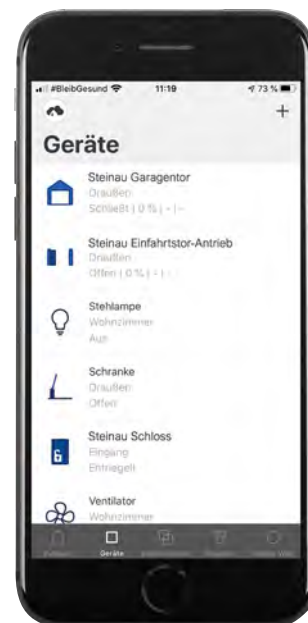 #BleibGesund 11:19 73 %
+
Geräte
Steinau Garagentor
Draußen
Schließt | 0 % | - | -
Steinau Einfahrtstor-Antrieb
Draußen
Offen | 0 % | - | -
Stehlampe
Wohnzimmer
Aus
Schranke
Draußen
Offen
Steinau Schloss
Eingang
Entriegelt
Ventilator
Wohnzimmer
Geräte